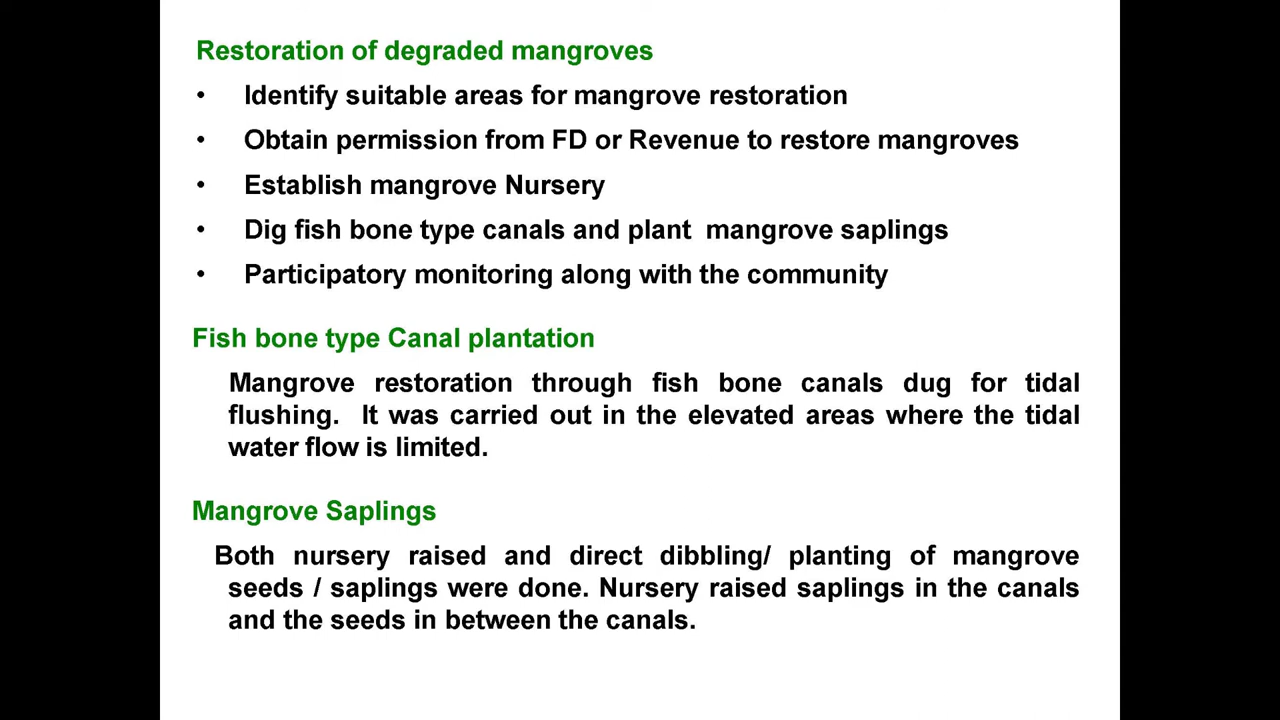 Restoration of degraded mangroves
• Identify suitable areas for mangrove restoration
• Obtain permission from FD or Revenue to restore mangroves
• Establish mangrove Nursery
• Dig fish bone type canals and plant  mangrove saplings
• Participatory monitoring along with the community
Fish bone type Canal plantation
Mangrove restoration through fish bone canals dug for tidal
flushing.  It was carried out in the elevated areas where the tidal
water flow is limited.
Mangrove Saplings
Both nursery raised and direct dibbling/ planting of mangrove
seeds / saplings were done. Nursery raised saplings in the canals
and the seeds in between the canals.